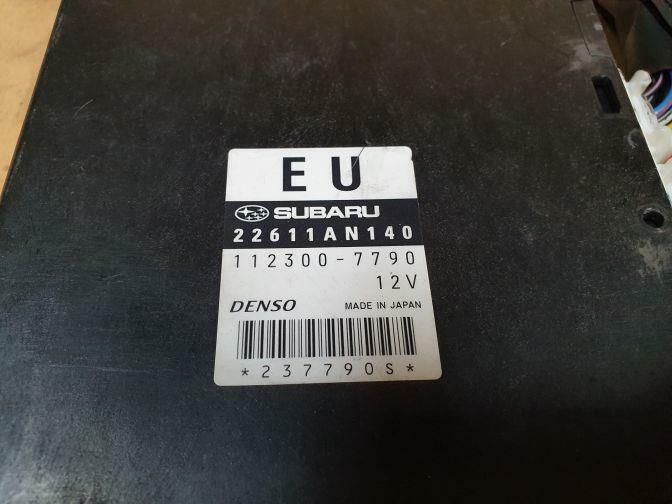 EU
SUBARU
22611AN140
112300-7790
12V
DENSO MADE IN JAPAN
*237790S*